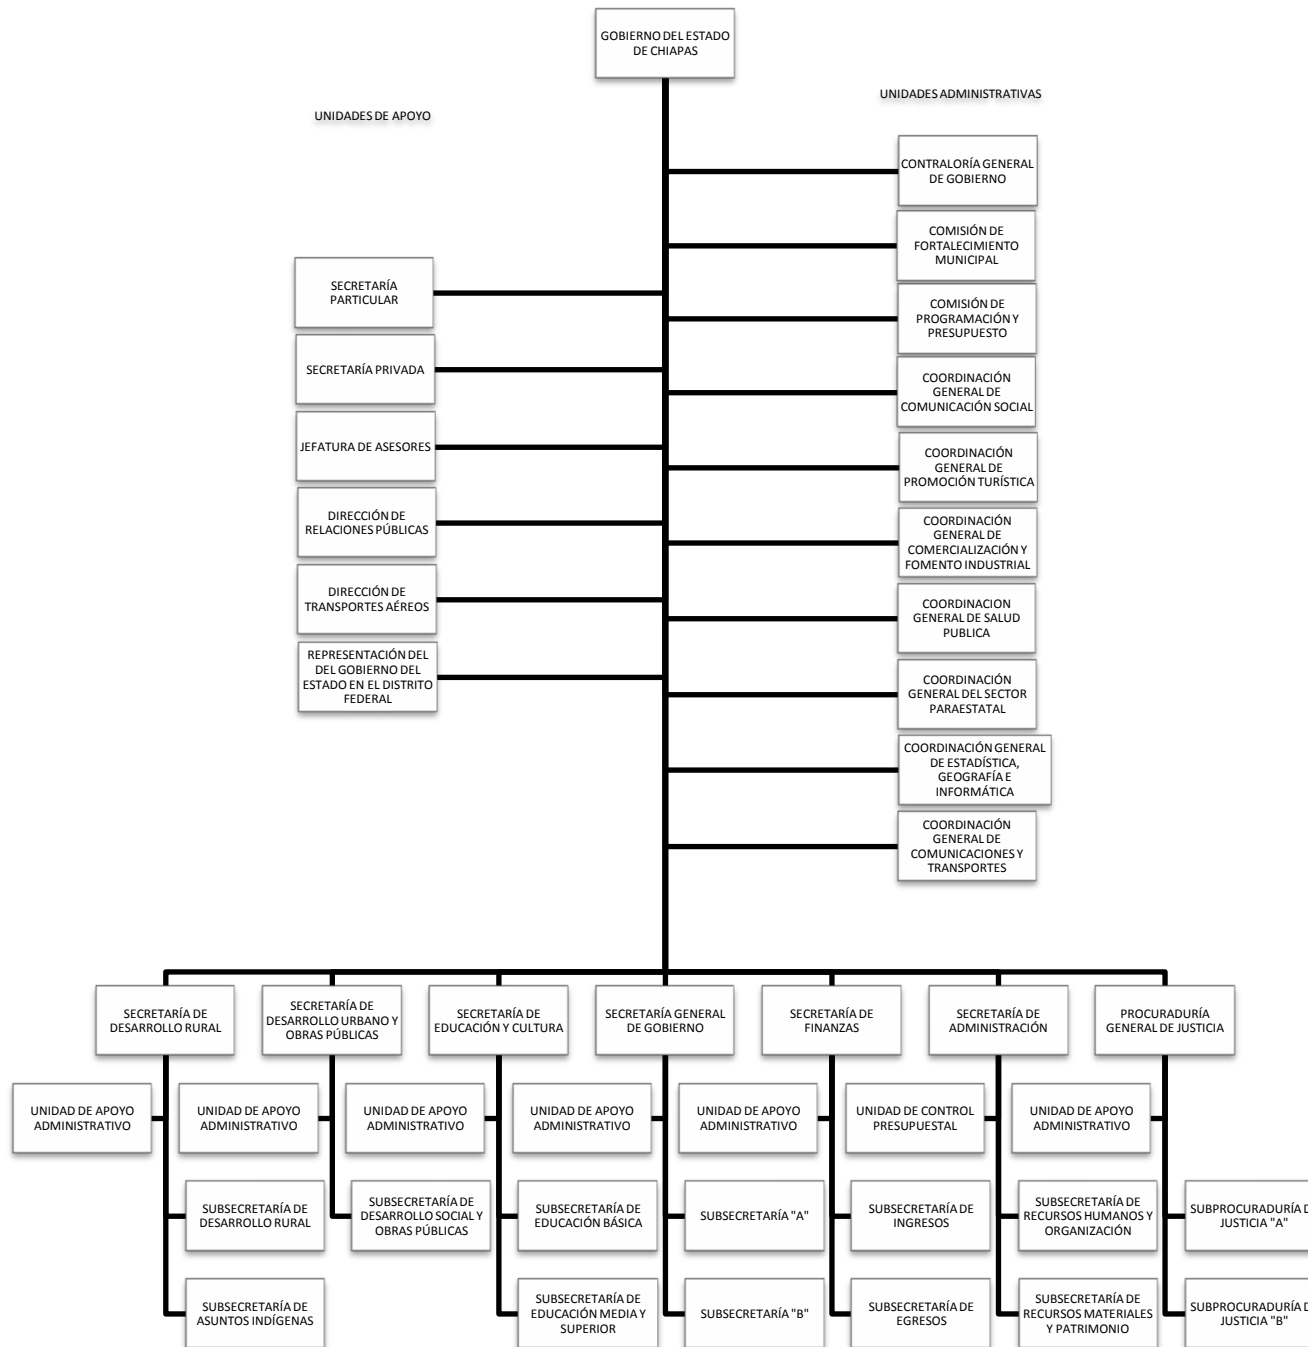 GOBIERNO DEL ESTADO
DE CHIAPAS
UNIDADES DE APOYO
UNIDADES ADMINISTRATIVAS
SECRETARÍA
PARTICULAR
SECRETARÍA PRIVADA
JEFATURA DE ASESORES
DIRECCIÓN DE
RELACIONES PÚBLICAS
DIRECCIÓN DE
TRANSPORTES AÉREOS
REPRESENTACIÓN DEL
DEL GOBIERNO DEL
ESTADO EN EL DISTRITO
FEDERAL
CONTRALORÍA GENERAL
DE GOBIERNO
COMISIÓN DE
FORTALECIMIENTO
MUNICIPAL
COMISIÓN DE
PROGRAMACIÓN Y
PRESUPUESTO
COORDINACIÓN
GENERAL DE
COMUNICACIÓN SOCIAL
COORDINACIÓN
GENERAL DE
PROMOCIÓN TURÍSTICA
COORDINACIÓN
GENERAL DE
COMERCIALIZACIÓN Y
FOMENTO INDUSTRIAL
COORDINACION
GENERAL DE SALUD
PUBLICA
COORDINACIÓN
GENERAL DEL SECTOR
PARAESTATAL
COORDINACIÓN GENERAL
DE ESTADÍSTICA,
GEOGRAFÍA E
INFORMÁTICA
COORDINACIÓN
GENERAL DE
COMUNICACIONES Y
TRANSPORTES
SECRETARÍA DE
DESARROLLO RURAL
SECRETARÍA DE
DESARROLLO URBANO Y
OBRAS PÚBLICAS
SECRETARÍA DE
EDUCACIÓN Y CULTURA
SECRETARÍA GENERAL
DE GOBIERNO
SECRETARÍA DE
FINANZAS
SECRETARÍA DE
ADMINISTRACIÓN
PROCURADURÍA
GENERAL DE JUSTICIA
UNIDAD DE APOYO
ADMINISTRATIVO
UNIDAD DE APOYO
ADMINISTRATIVO
UNIDAD DE APOYO
ADMINISTRATIVO
UNIDAD DE APOYO
ADMINISTRATIVO
UNIDAD DE APOYO
ADMINISTRATIVO
UNIDAD DE CONTROL
PRESUPUESTAL
UNIDAD DE APOYO
ADMINISTRATIVO
SUBSECRETARÍA DE
DESARROLLO RURAL
SUBSECRETARÍA DE
DESARROLLO SOCIAL Y
OBRAS PÚBLICAS
SUBSECRETARÍA DE
EDUCACIÓN BÁSICA
SUBSECRETARÍA "A"
SUBSECRETARÍA DE
INGRESOS
SUBSECRETARÍA DE
RECURSOS HUMANOS Y
ORGANIZACIÓN
SUBPROCURADURÍA D
JUSTICIA "A"
SUBSECRETARÍA DE
ASUNTOS INDÍGENAS
SUBSECRETARÍA DE
EDUCACIÓN MEDIA Y
SUPERIOR
SUBSECRETARÍA "B"
SUBSECRETARÍA DE
EGRESOS
SUBSECRETARÍA DE
RECURSOS MATERIALES
Y PATRIMONIO
SUBPROCURADURÍA D
JUSTICIA "B"